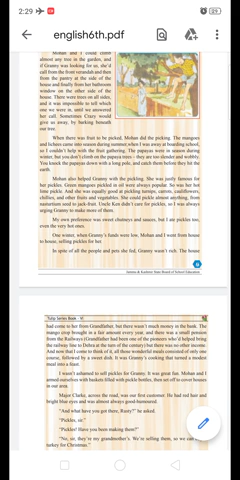 2:29
english6th.pdf
Mohan and I could climb
almost any tree in the garden, and
if Granny was looking for us, she'd
call from the front verandah and then
from the pantry at the side of the
house and finally from her bathroom
window on the other side of the
house. There were trees on all sides,
and it was impossible to tell which
one we were in, until we answered
her call. Sometimes Crazy would
give us away, by barking beneath
our tree.
When there was fruit to be picked, Mohan did the picking. The mangoes
and lichees came into season during summer, when I was away at boarding school,
so I couldn't help with the fruit gathering. The papayas were in season during
winter, but you don't climb on the papaya trees - they are too slender and wobbly.
You knock the papayas down with a long pole, and catch them before they hit the
earth.
Mohan also helped Granny with the pickling. She was justly famous for
her pickles. Green mangoes pickled in oil were always popular. So was her hot
lime pickle. And she was equally good at pickling turnips, carrots, cauliflowers,
chillies, and other fruits and vegetables. She could pickle almost anything, from
nasturtium seed to jack-fruit. Uncle Ken didn't care for pickles, so I was always
urging Granny to make more of them.
My own preference was sweet chutneys and sauces, but I ate pickles too,
even the very hot ones.
One winter, when Granny's funds were low, Mohan and I went from house
to house, selling pickles for her.
In spite of all the people and pets she fed, Granny wasn't rich. The house
Jammu & Kashmir State Board of School Education
Tulip Series Book - VI
had come to her from Grandfather, but there wasn't much money in the bank. The
mango crop brought in a fair amount every year, and there was a small pension
from the Railways (Grandfather had been one of the pioneers who'd helped bring
the railway line to Dehra at the turn of the century) but there was no other income.
And now that I come to think of it, all those wonderful meals consisted of only one
course, followed by a sweet dish. It was Granny's cooking that turned a modest
meal into a feast.
I wasn't ashamed to sell pickles for Granny. It was great fun. Mohan and I
armed ourselves with baskets filled with pickle bottles, then set off to cover houses
in our area.
Major Clarke, across the road, was our first customer. He had red hair and
bright blue eyes and was almost always good-humoured.
"And what have you got there, Rusty?" he asked.
"Pickles, sir."
"Pickles! Have you been making them?"
"No, sir, they're my grandmother's. We're selling them, so we can
turkey for Christmas."